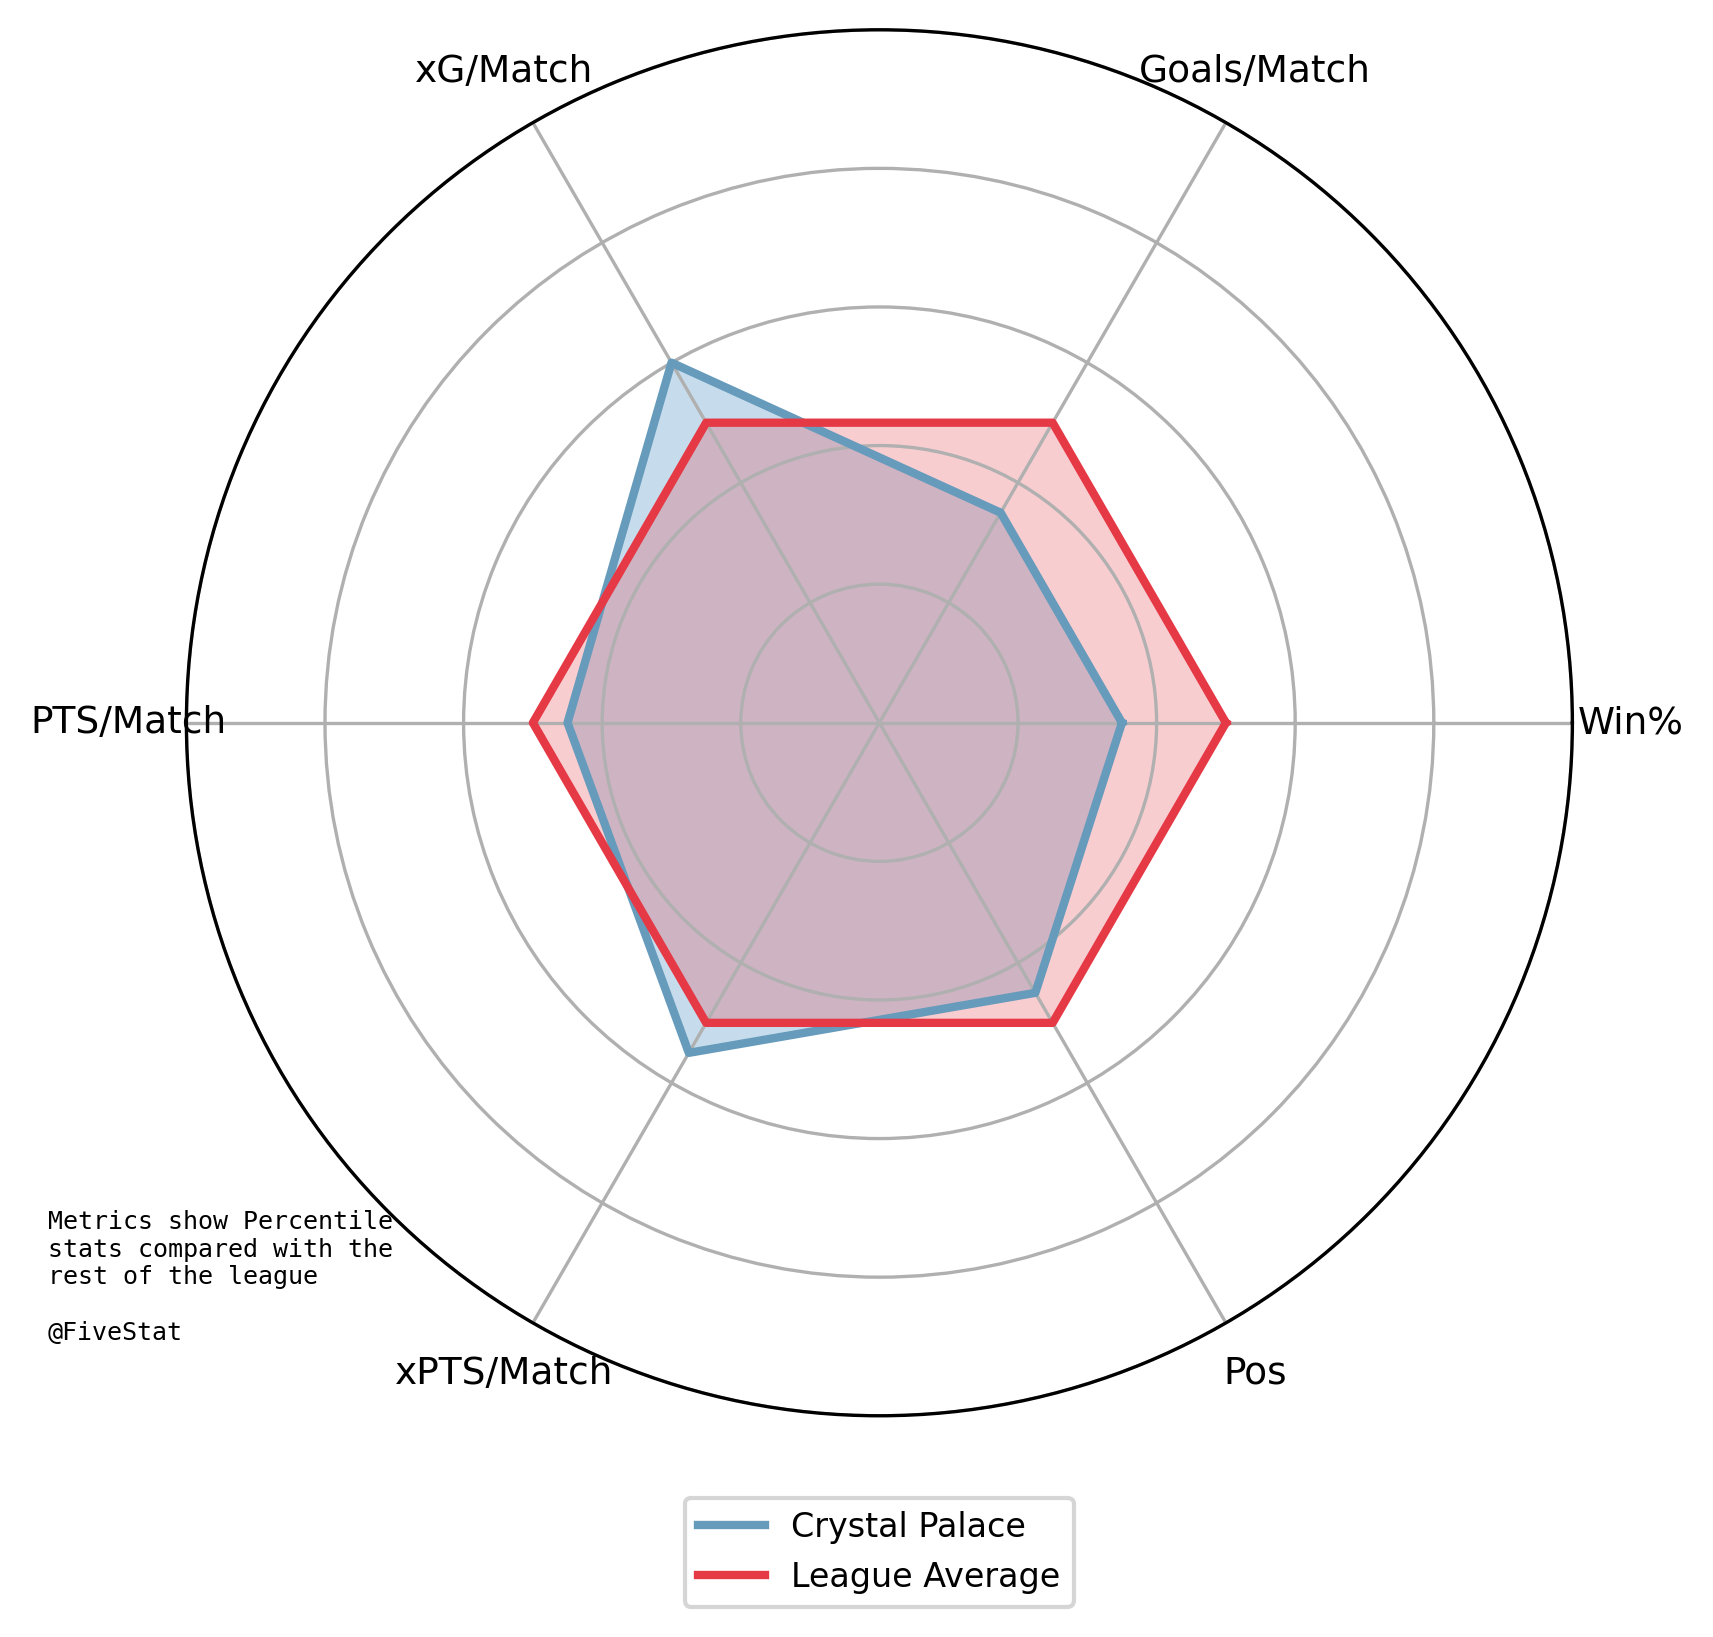 xG/Match
Goals/Match
PTS/Match
Win%
Metrics show Percentile
stats compared with the
rest of the league
@FiveStat
xPTS/Match
Pos
Crystal Palace
League Average